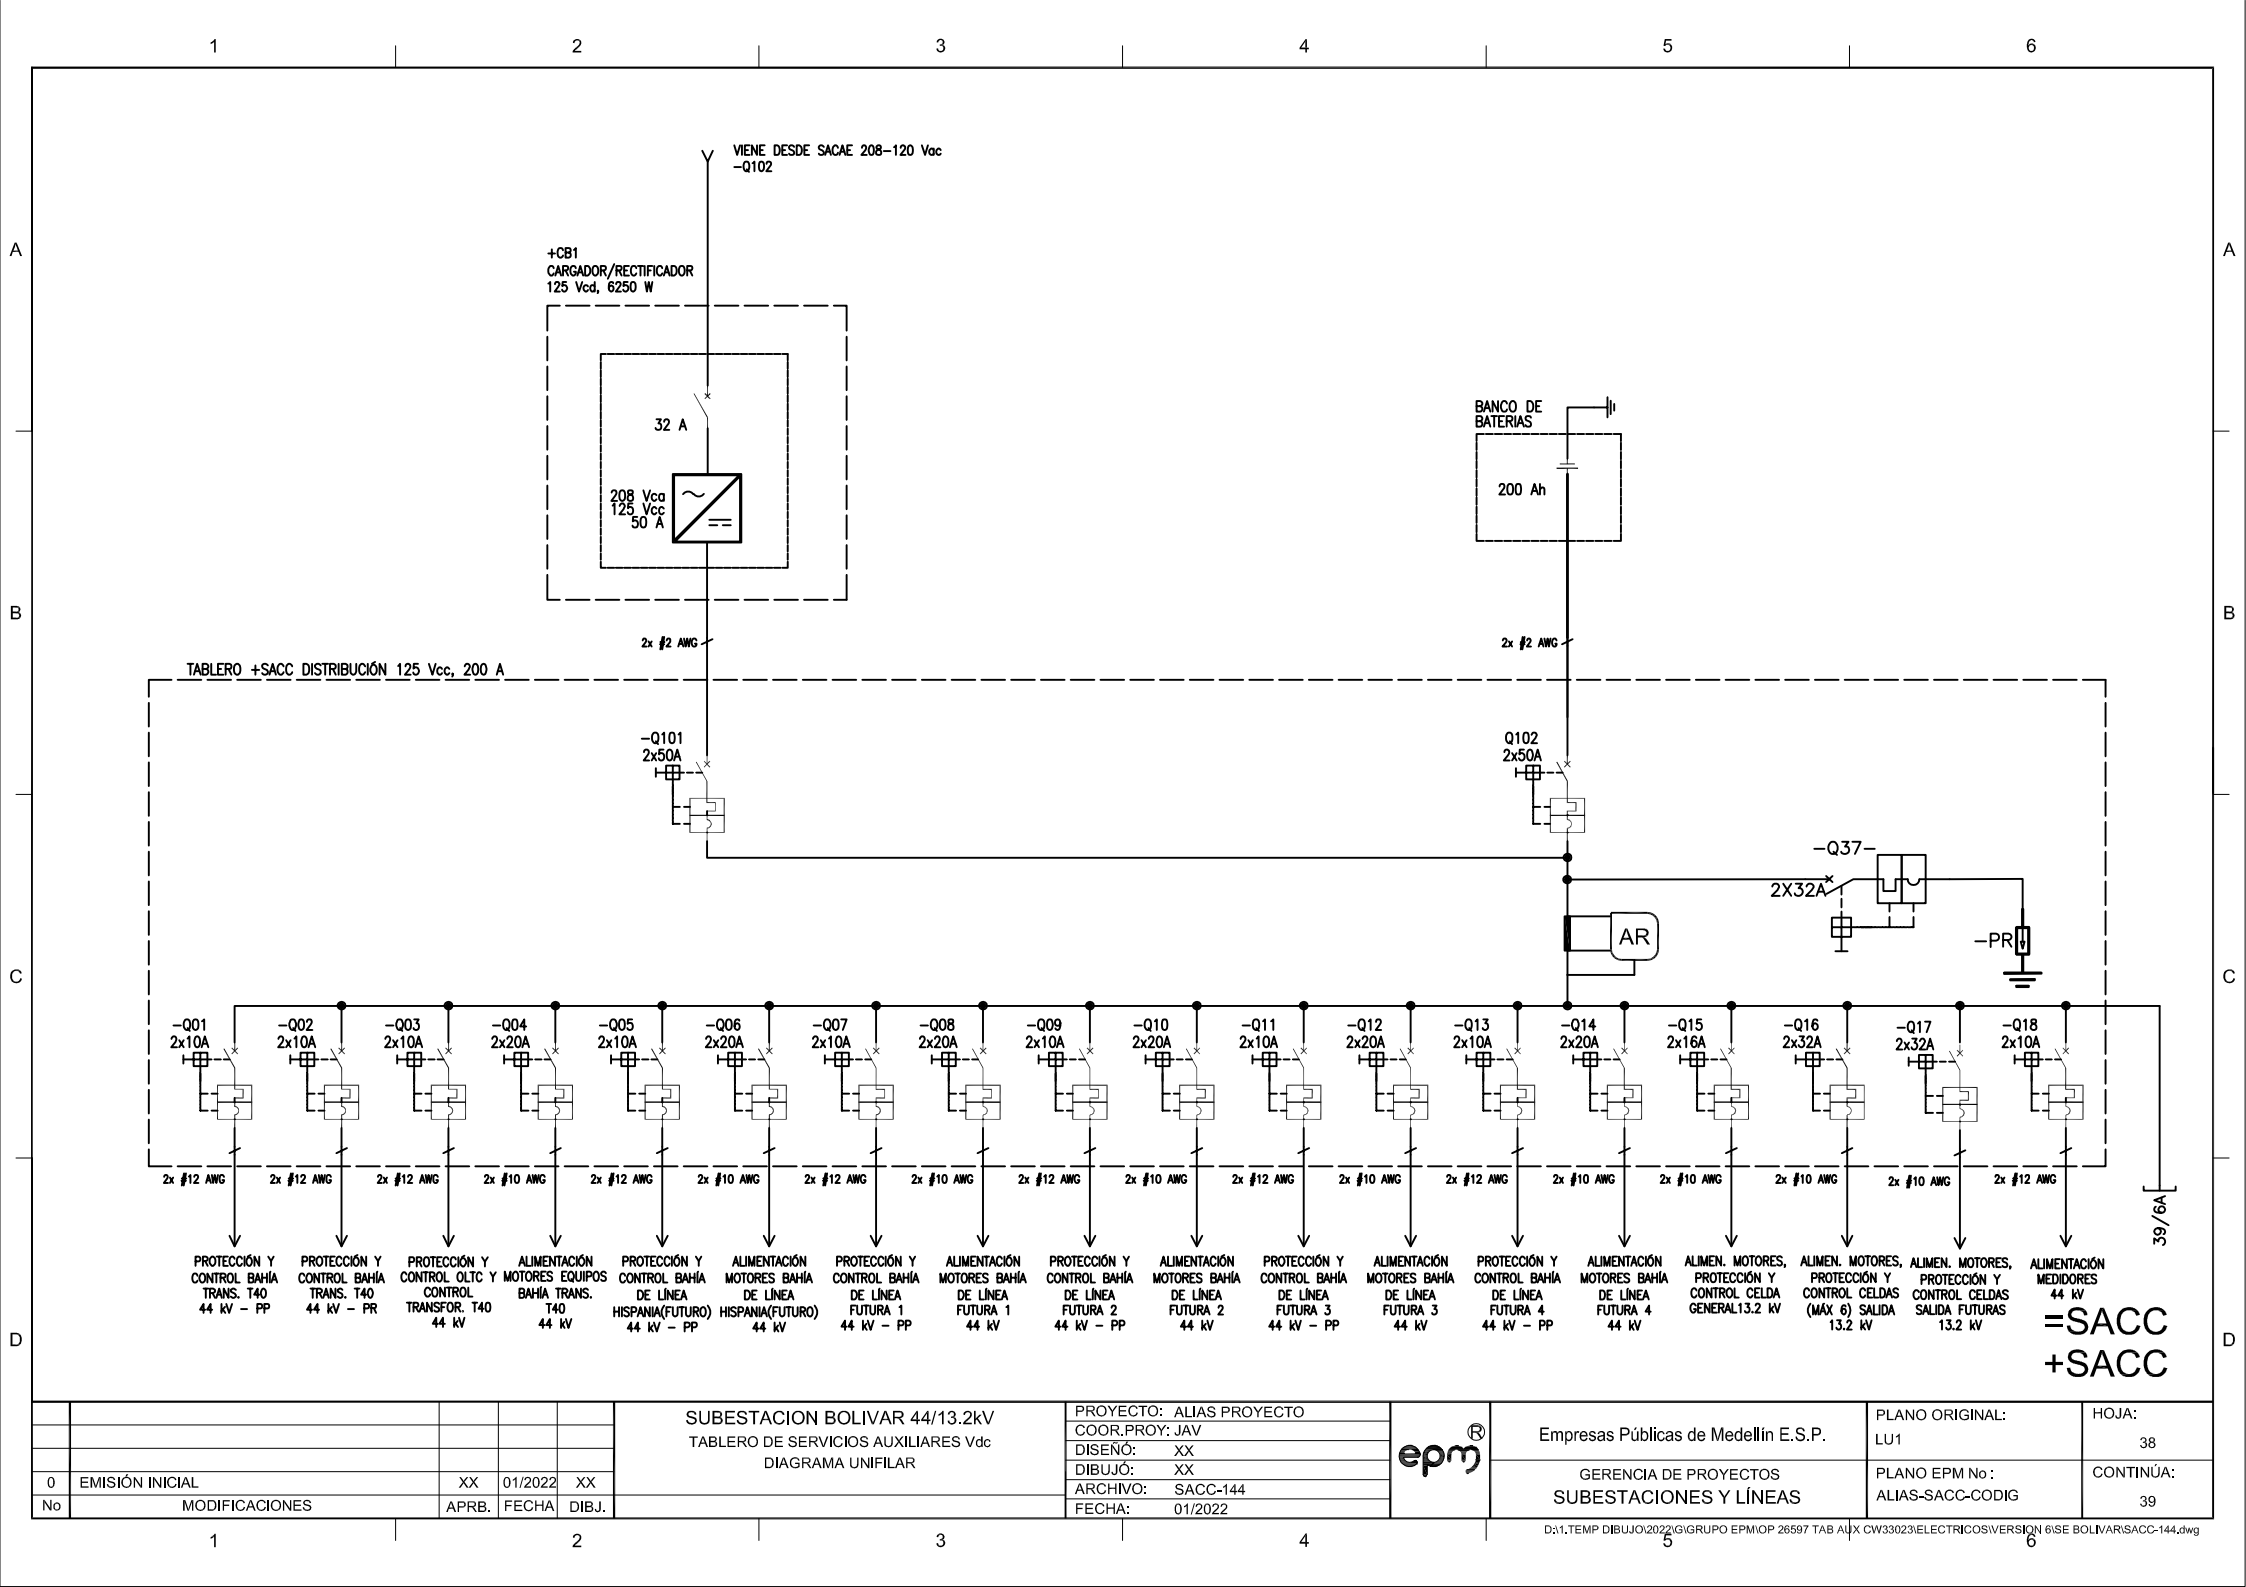 1 2 3 4 5 6
VIENE DESDE SACAE 208-120 Vac
-Q102
A A
+CB1
CARGADOR/RECTIFICADOR
125 Vcd, 6250 W
32 A
208 Vca
125 Vcc
50 A
BANCO DE
BATERIAS
200 Ah
B B
2x #2 AWG 2x #2 AWG
TABLERO +SACC DISTRIBUCIÓN 125 Vcc, 200 A
-Q101
2x50A
Q102
2x50A
-Q37-
2X32A
AR
-PR
C C
-Q01 -Q02 -Q03 -Q04 -Q05 -Q06 -Q07 -Q08 -Q09 -Q10 -Q11 -Q12 -Q13 -Q14 -Q15 -Q16 -Q17 -Q18
2x10A 2x10A 2x10A 2x20A 2x10A 2x20A 2x10A 2x20A 2x10A 2x20A 2x10A 2x20A 2x10A 2x20A 2x16A 2x32A 2x32A 2x10A
2x #12 AWG 2x #12 AWG 2x #12 AWG 2x #10 AWG 2x #12 AWG 2x #10 AWG 2x #12 AWG 2x #10 AWG 2x #12 AWG 2x #10 AWG 2x #12 AWG 2x #10 AWG 2x #12 AWG 2x #10 AWG 2x #10 AWG 2x #10 AWG 2x #10 AWG 2x #12 AWG
39/6A
PROTECCIÓN Y
CONTROL BAHÍA
TRANS. T40
44 kV - PP
PROTECCIÓN Y
CONTROL BAHÍA
TRANS. T40
44 kV - PR
PROTECCIÓN Y
CONTROL OLTC Y
CONTROL
TRANSFOR. T40
44 kV
ALIMENTACIÓN
MOTORES EQUIPOS
BAHÍA TRANS.
T40
44 kV
PROTECCIÓN Y
CONTROL BAHÍA
DE LÍNEA
HISPANIA(FUTURO)
44 kV - PP
ALIMENTACIÓN
MOTORES BAHÍA
DE LÍNEA
HISPANIA(FUTURO)
44 kV
PROTECCIÓN Y
CONTROL BAHÍA
DE LÍNEA
FUTURA 1
44 kV - PP
ALIMENTACIÓN
MOTORES BAHÍA
DE LÍNEA
FUTURA 1
44 kV
PROTECCIÓN Y
CONTROL BAHÍA
DE LÍNEA
FUTURA 2
44 kV - PP
ALIMENTACIÓN
MOTORES BAHÍA
DE LÍNEA
FUTURA 2
44 kV
PROTECCIÓN Y
CONTROL BAHÍA
DE LÍNEA
FUTURA 3
44 kV - PP
ALIMENTACIÓN
MOTORES BAHÍA
DE LÍNEA
FUTURA 3
44 kV
PROTECCIÓN Y
CONTROL BAHÍA
DE LÍNEA
FUTURA 4
44 kV - PP
ALIMENTACIÓN
MOTORES BAHÍA
DE LÍNEA
FUTURA 4
44 kV
ALIMEN. MOTORES,
PROTECCIÓN Y
CONTROL CELDA
GENERAL13.2 kV
ALIMEN. MOTORES,
PROTECCIÓN Y
CONTROL CELDAS
(MÁX 6) SALIDA
13.2 kV
ALIMEN. MOTORES,
PROTECCIÓN Y
CONTROL CELDAS
SALIDA FUTURAS
13.2 kV
ALIMENTACIÓN
MEDIDORES
44 kV
=SACC
+SACC
D D
0 EMISIÓN INICIAL XX 01/2022 XX
No MODIFICACIONES APRB. FECHA DIBJ.
SUBESTACION BOLIVAR 44/13.2kV
TABLERO DE SERVICIOS AUXILIARES Vdc
DIAGRAMA UNIFILAR
PROYECTO: ALIAS PROYECTO
COOR.PROY: JAV
DISEÑÓ: XX
DIBUJÓ: XX
ARCHIVO: SACC-144
FECHA: 01/2022
epm®
Empresas Públicas de Medellín E.S.P.
GERENCIA DE PROYECTOS
SUBESTACIONES Y LÍNEAS
PLANO ORIGINAL:
LU1
PLANO EPM No :
ALIAS-SACC-CODIG
HOJA:
38
CONTINÚA:
39
D:\1.TEMP DIBUJO\2022\G\GRUPO EPM\OP 26597 TAB AUX CW33023\ELECTRICOS\VERSION 6\SE BOLIVAR\SACC-144.dwg
1 2 3 4 5 6